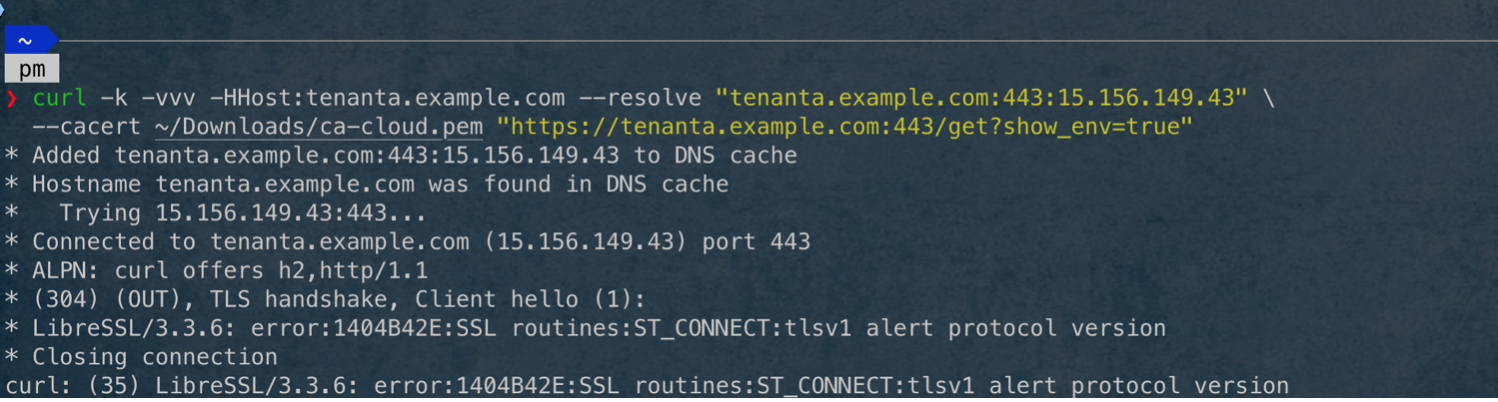 ~
pm
❯ curl -k -vvv -HHost:tenanta.example.com --resolve "tenanta.example.com:443:15.156.149.43" \
--cacert ~/Downloads/ca-cloud.pem "https://tenanta.example.com:443/get?show_env=true"
* Added tenanta.example.com:443:15.156.149.43 to DNS cache
* Hostname tenanta.example.com was found in DNS cache
*   Trying 15.156.149.43:443...
* Connected to tenanta.example.com (15.156.149.43) port 443
* ALPN: curl offers h2,http/1.1
* (304) (OUT), TLS handshake, Client hello (1):
* LibreSSL/3.3.6: error:1404B42E:SSL routines:ST_CONNECT:tlsv1 alert protocol version
* Closing connection
curl: (35) LibreSSL/3.3.6: error:1404B42E:SSL routines:ST_CONNECT:tlsv1 alert protocol version